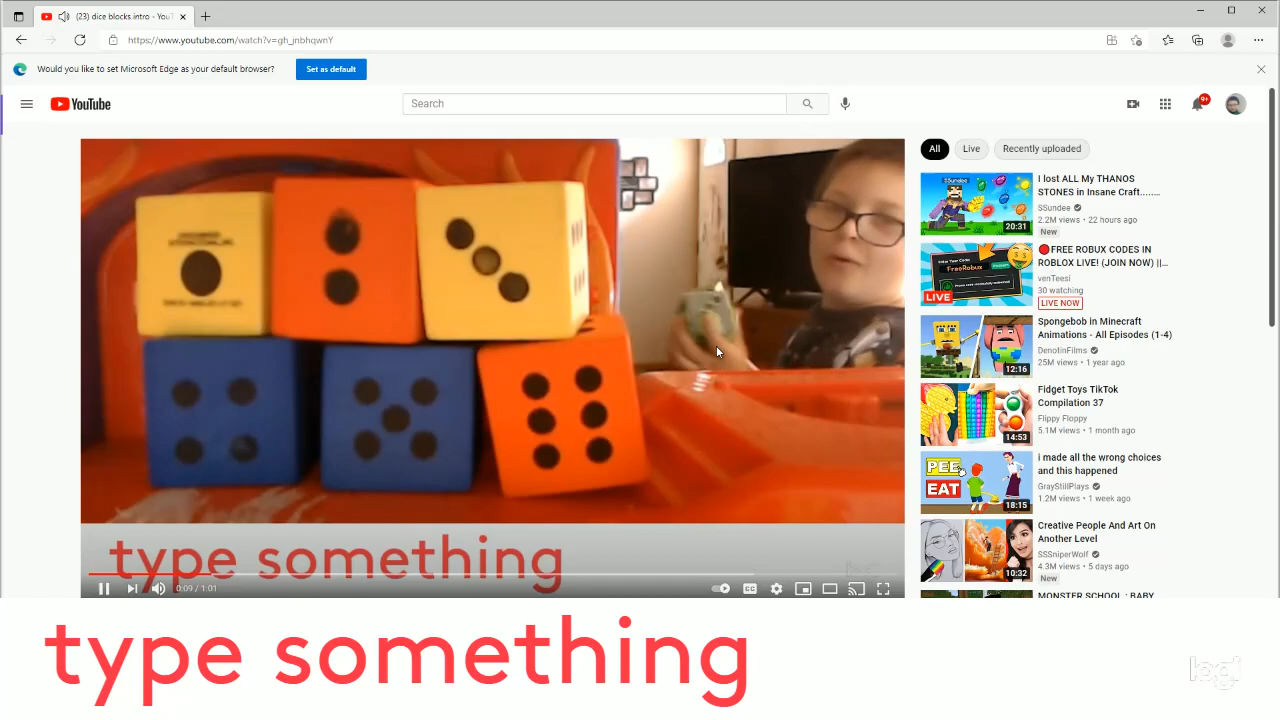 (23) dice blocks intro - YouT
https://www.youtube.com/watch?v=gh_jnbhqwnY
Would you like to set Microsoft Edge as your default browser?
Set as default
YouTube
Search
9+
All
Live
Recently uploaded
SSundee
20:31
I lost ALL My THANOS
STONES in Insane Craft......
SSundee
2.2M views • 22 hours ago
New
FreeRobux
LIVE
🔴FREE ROBUX CODES IN
ROBLOX LIVE! (JOIN NOW) ||...
venTeesi
30 watching
LIVE NOW
12:16
Spongebob in Minecraft
Animations - All Episodes (1-4)
DenotinFilms
25M views • 1 year ago
14:53
Fidget Toys TikTok
Compilation 37
Flippy Floppy
5.1M views • 1 month ago
PEE
EAT
18:15
i made all the wrong choices
and this happened
GrayStillPlays
1.2M views • 1 week ago
10:32
Creative People And Art On
Another Level
SSSniperWolf
4.3M views • 5 days ago
New
MONSTER SCHOOL : BABY
type something
0:09 / 1:01
CC
type something
logi